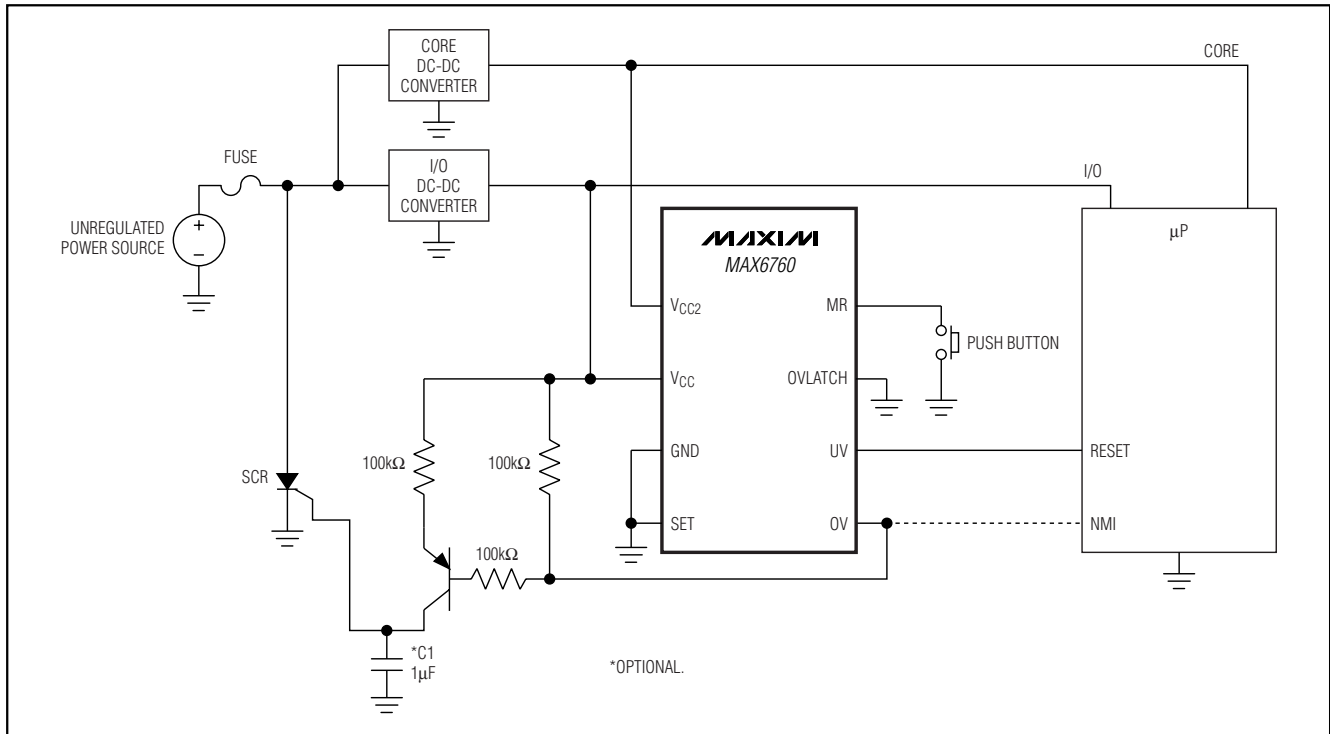 CORE
DC-DC
CONVERTER
CORE
FUSE
I/O
DC-DC
CONVERTER
I/O
UNREGULATED
POWER SOURCE
+
−
MAXIM
MAX6760
µP
VCC2
MR
PUSH BUTTON
VCC
OVLATCH
100kΩ
100kΩ
GND
UV
RESET
SCR
SET
OV
NMI
100kΩ
*C1
1µF
*OPTIONAL.